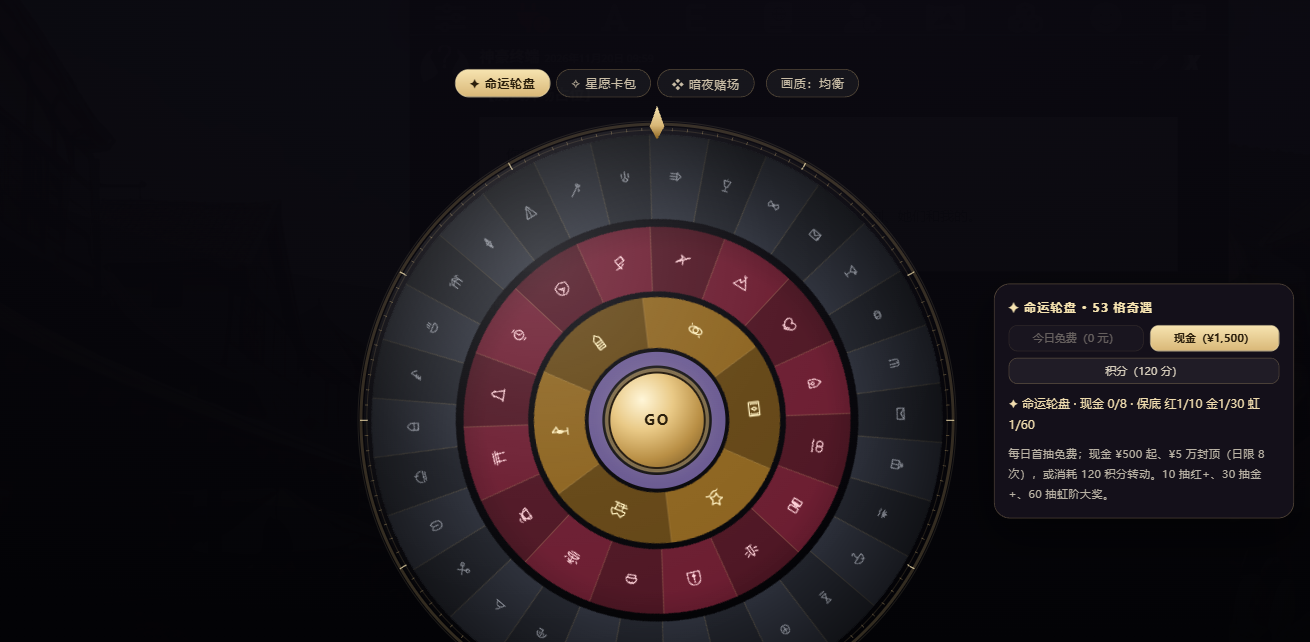 ✦ 命运轮盘
✧ 星愿卡包
❖ 暗夜赌场
画质：均衡
GO
✦ 命运轮盘 • 53 格奇遇
今日免费（0 元）
现金（¥1,500）
积分（120 分）
✦ 命运轮盘 · 现金 0/8 · 保底 红1/10 金1/30 虹
1/60
每日首抽免费；现金 ¥500 起、¥5 万封顶（日限 8
次），或消耗 120 积分转动。10 抽红+、30 抽金
+、60 抽虹阶大奖。